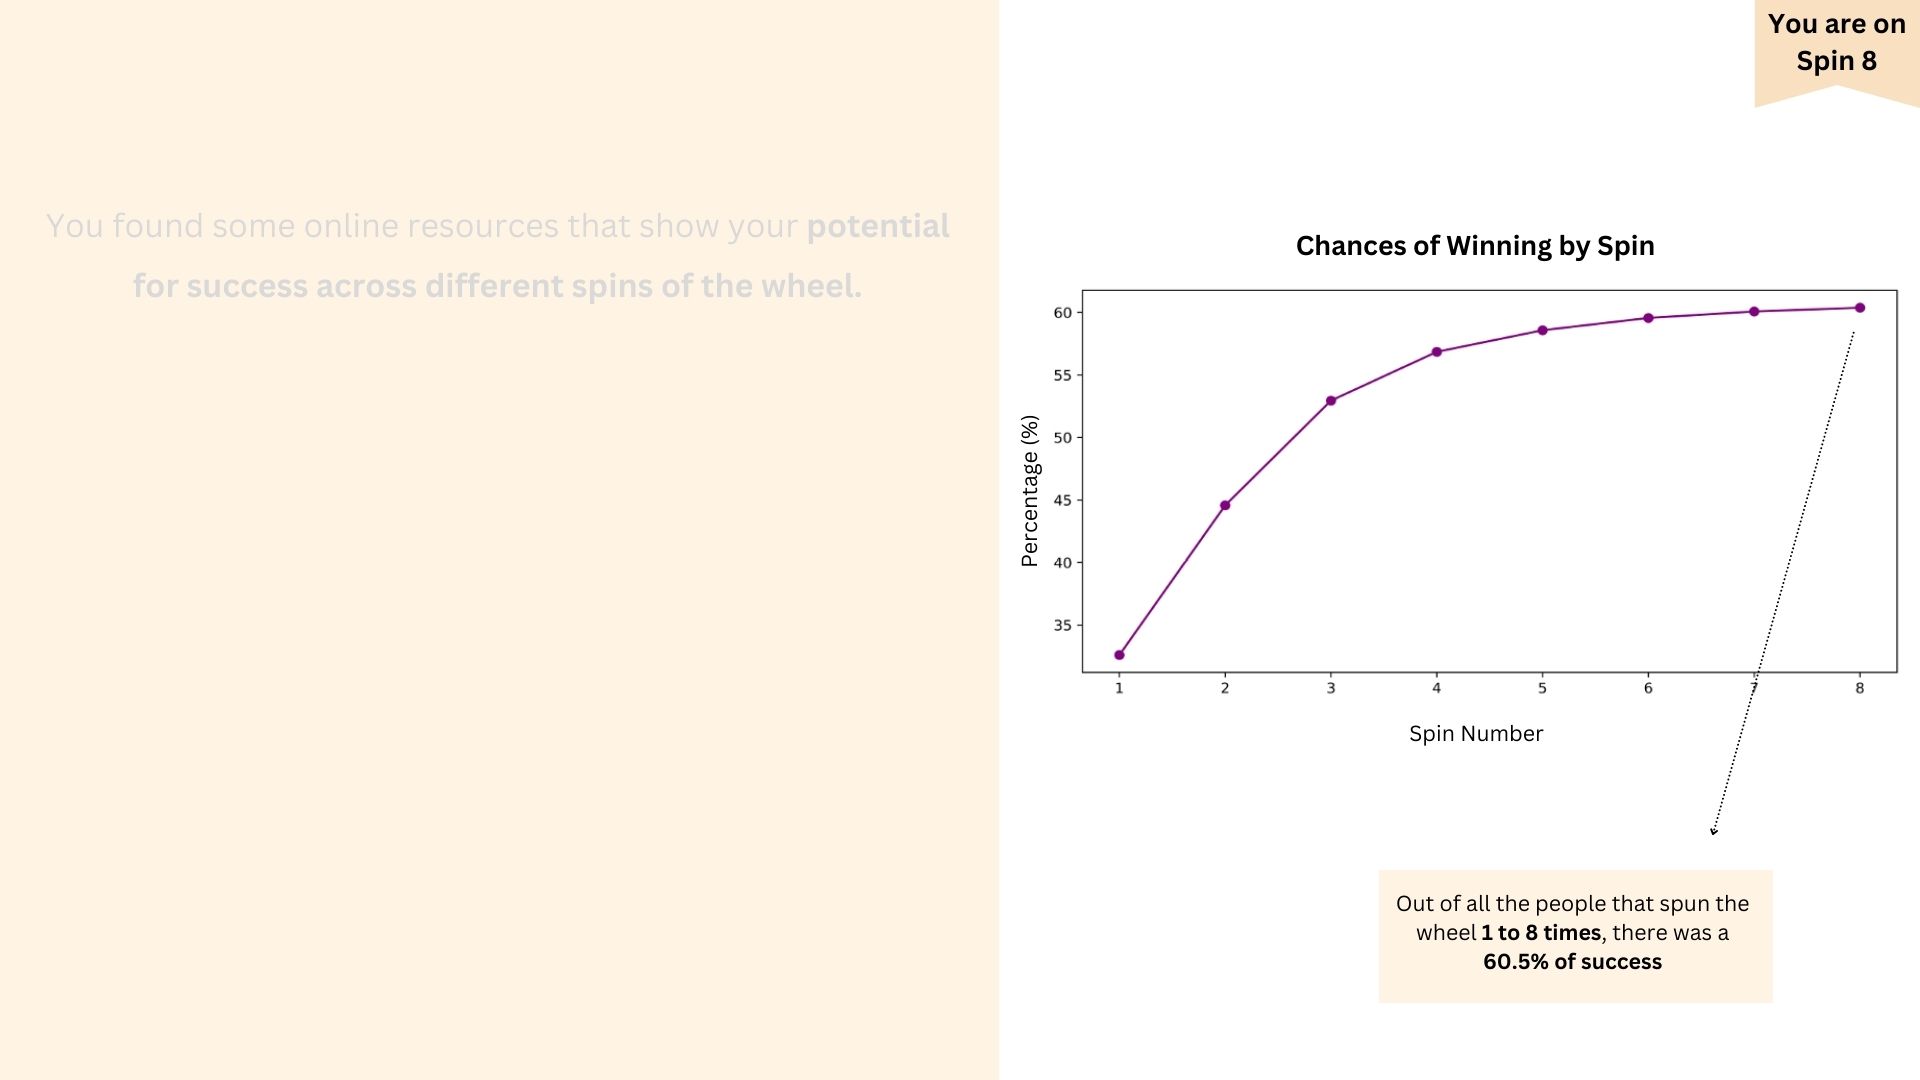 You are on
Spin 8
You found some online resources that show your potential
for success across different spins of the wheel.
Chances of Winning by Spin
Percentage (%)
60
55
50
45
40
35
1 2 3 4 5 6 7 8
Spin Number
Out of all the people that spun the
wheel 1 to 8 times, there was a
60.5% of success